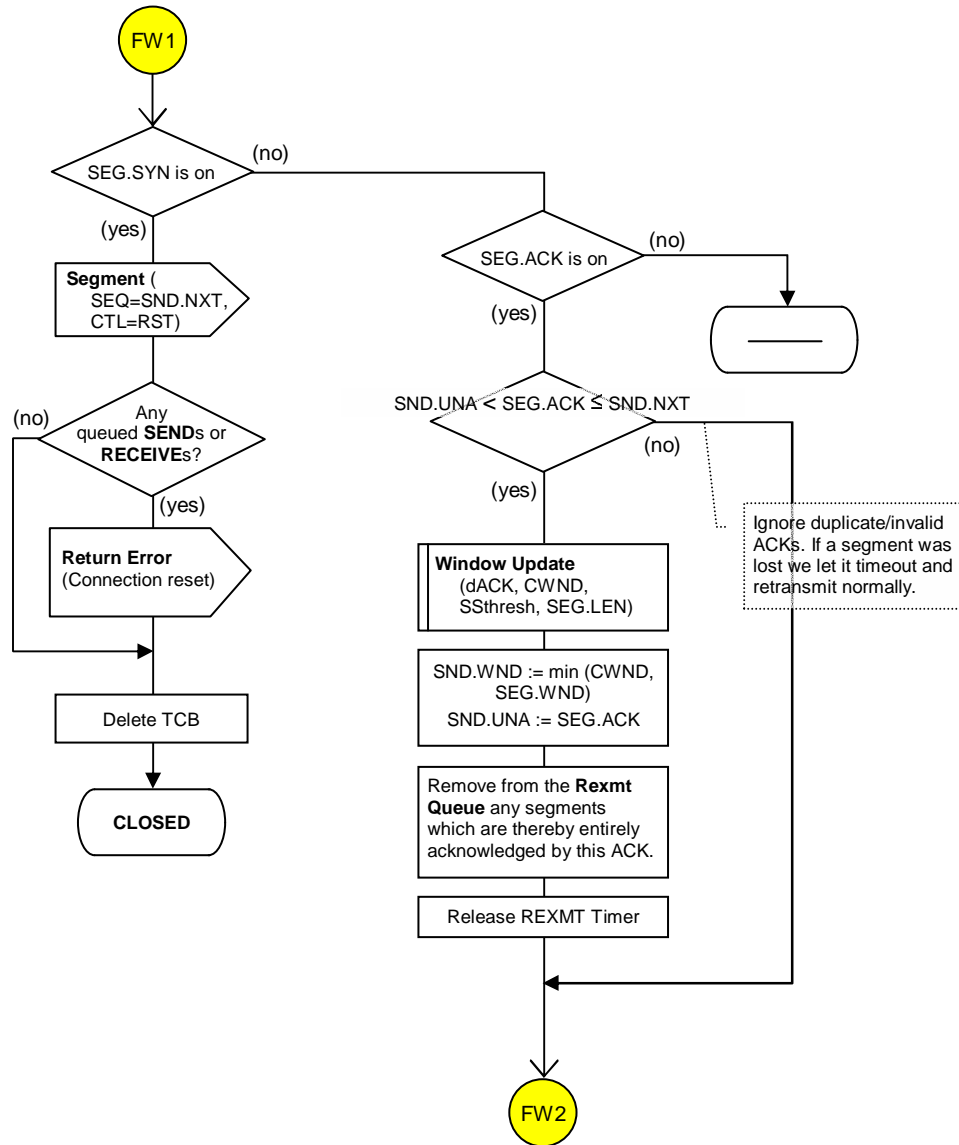 FW1
SEG.SYN is on
(no)
(yes)
Segment (
SEQ=SND.NXT,
CTL=RST)
(no)
Any
queued SENDs or
RECEIVEs?
(yes)
Return Error
(Connection reset)
Delete TCB
CLOSED
SEG.ACK is on
(no)
(yes)
SND.UNA < SEG.ACK ≤ SND.NXT
(no)
(yes)
Ignore duplicate/invalid
ACKs. If a segment was
lost we let it timeout and
retransmit normally.
Window Update
(dACK, CWND,
SSthresh, SEG.LEN)
SND.WND := min (CWND,
SEG.WND)
SND.UNA := SEG.ACK
Remove from the Rexmt
Queue any segments
which are thereby entirely
acknowledged by this ACK.
Release REXMT Timer
FW2